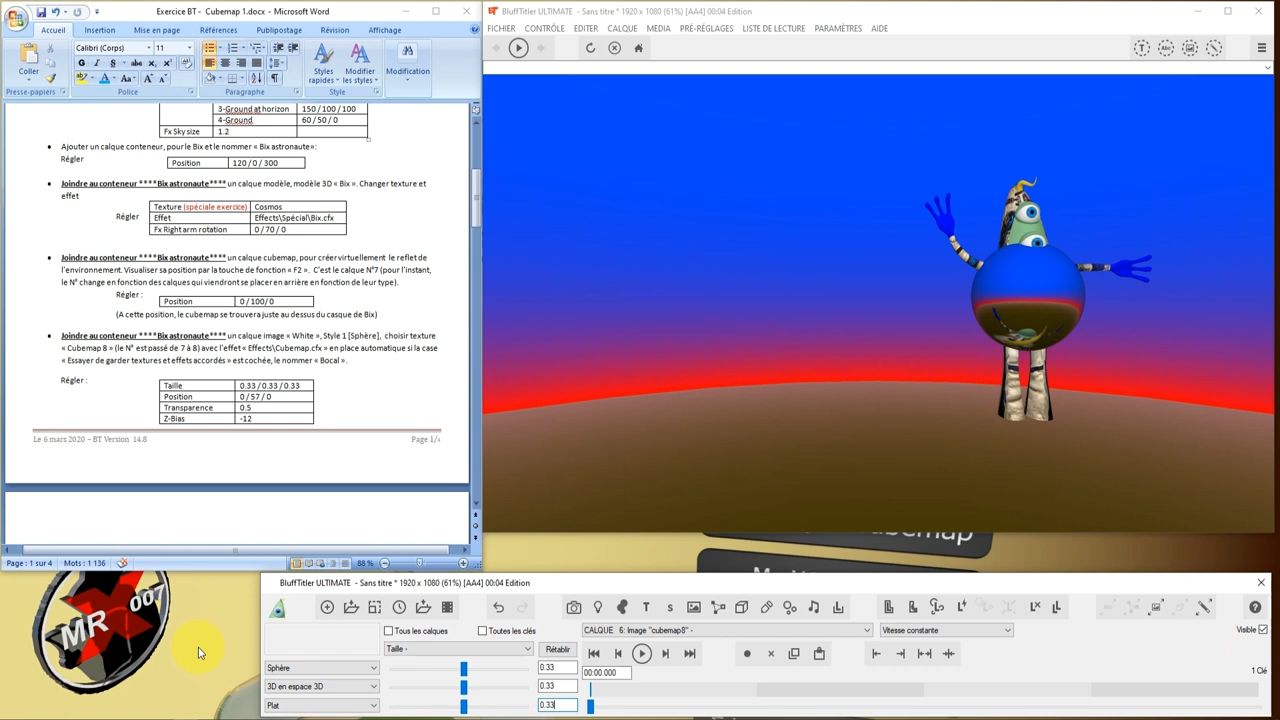 Exercice BT - Cubemap 1.docx - Microsoft Word
Accueil Insertion Mise en page Références Publipostage Révision Affichage
Calibri (Corps) 11
Coller
Styles rapides Modifier les styles Modification
Presse-papiers Police Paragraphe Style
3-Ground at horizon 150 / 100 / 100
4-Ground 60 / 50 / 0
Fx Sky size 1.2
Ajouter un calque conteneur, pour le Bix et le nommer « Bix astronaute»:
Régler
Position 120 / 0 / 300
Joindre au conteneur ****Bix astronaute**** un calque modèle, modèle 3D « Bix ». Changer texture et
effet
Texture (spéciale exercice) Cosmos
Régler Effet Effects\Spécial\Bix.cfx
Fx Right arm rotation 0 / 70 / 0
Joindre au conteneur ****Bix astronaute**** un calque cubemap, pour créer virtuellement le reflet de
l'environnement. Visualiser sa position par la touche de fonction « F2 ». C'est le calque N°7 (pour l'instant,
le N° change en fonction des calques qui viendront se placer en arrière en fonction de leur type).
Régler :
Position 0 / 100 / 0
(A cette position, le cubemap se trouvera juste au dessus du casque de Bix)
Joindre au conteneur ****Bix astronaute**** un calque image « White », Style 1 [Sphère], choisir texture
« Cubemap 8 » (le N° est passé de 7 à 8) avec l'effet « Effects\Cubemap.cfx » en place automatique si la case
« Essayer de garder textures et effets accordés » est cochée, le nommer « Bocal ».
Régler :
Taille 0.33 / 0.33 / 0.33
Position 0 / 57 / 0
Transparence 0.5
Z-Bias -12
Le 6 mars 2020 – BT Version 14.8 Page 1/4
Page : 1 sur 4 Mots : 1 136 88 %
BluffTitler ULTIMATE - Sans titre * 1920 x 1080 (61%) [AA4] 00:04 Edition
FICHIER CONTRÔLE EDITER CALQUE MEDIA PRÉ-RÉGLAGES LISTE DE LECTURE PARAMÈTRES AIDE
MR 007
BluffTitler ULTIMATE - Sans titre * 1920 x 1080 (61%) [AA4] 00:04 Edition
Tous les calques Toutes les clés CALQUE 6: Image "cubemap8" - Vitesse constante Visible
Taille - Rétablir
Sphère 0.33 00:00.000 1 Clé
3D en espace 3D 0.33
Plat 0.33